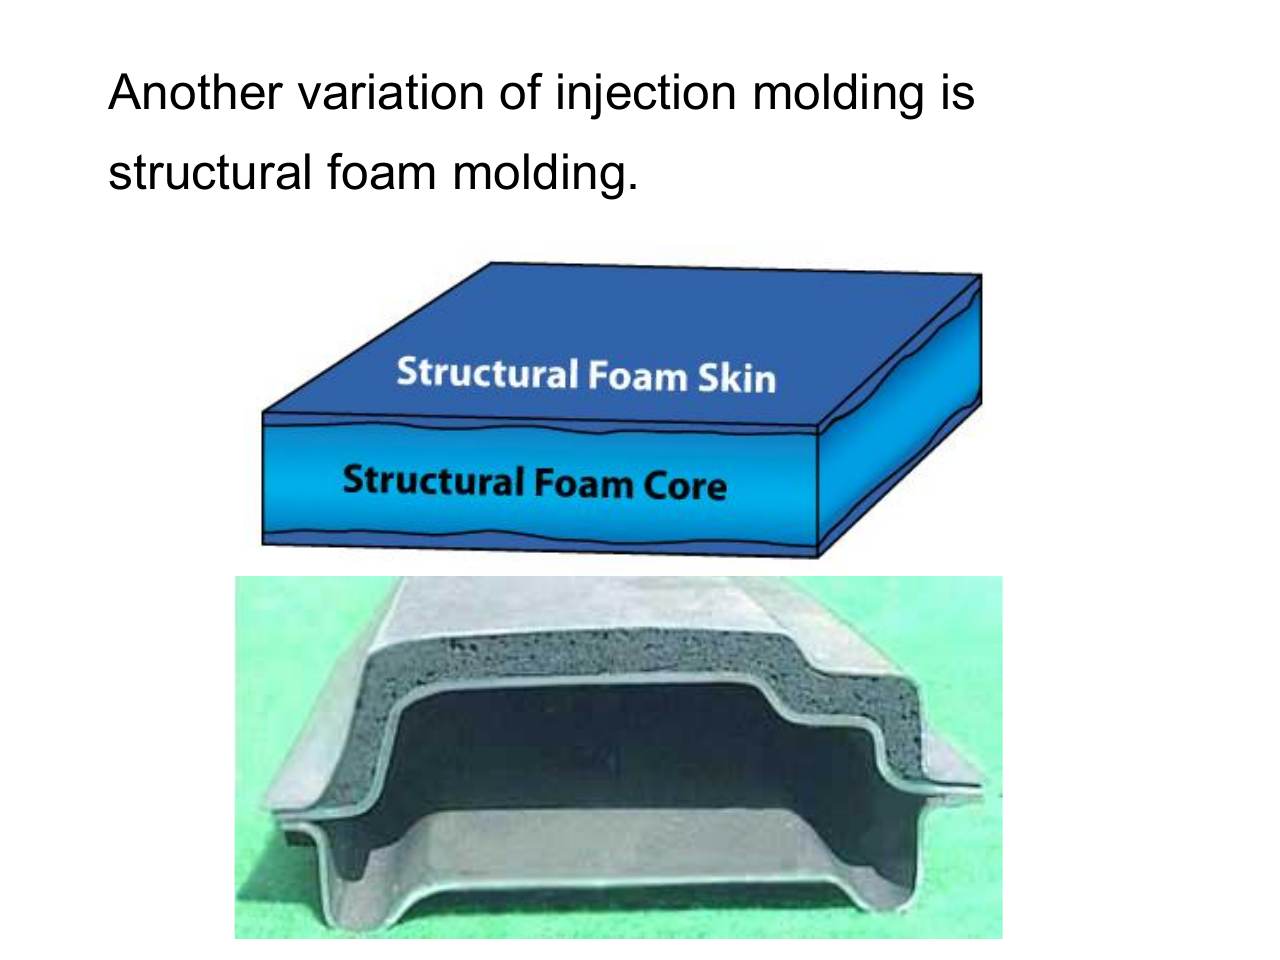 Another variation of injection molding is
structural foam molding.
Structural Foam Skin
Structural Foam Core